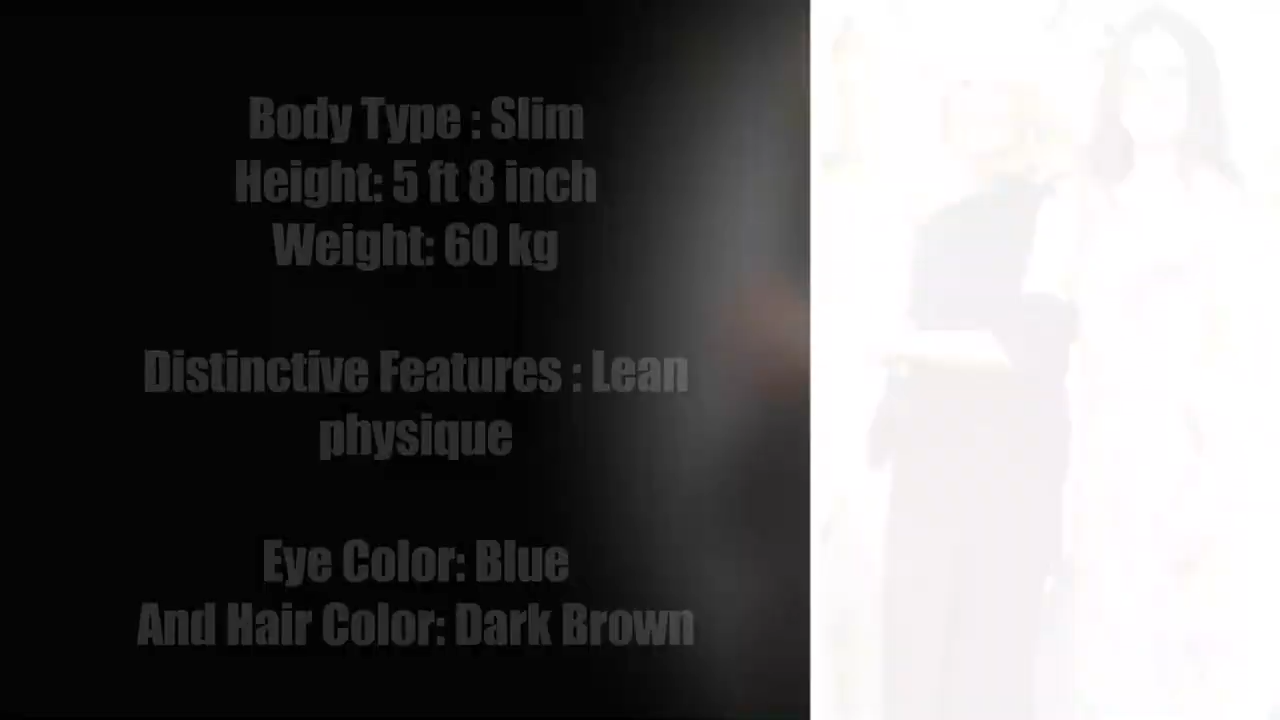 Body Type : Slim
Height: 5 ft 8 inch
Weight: 60 kg
Distinctive Features : Lean
physique
Eye Color: Blue
And Hair Color: Dark Brown